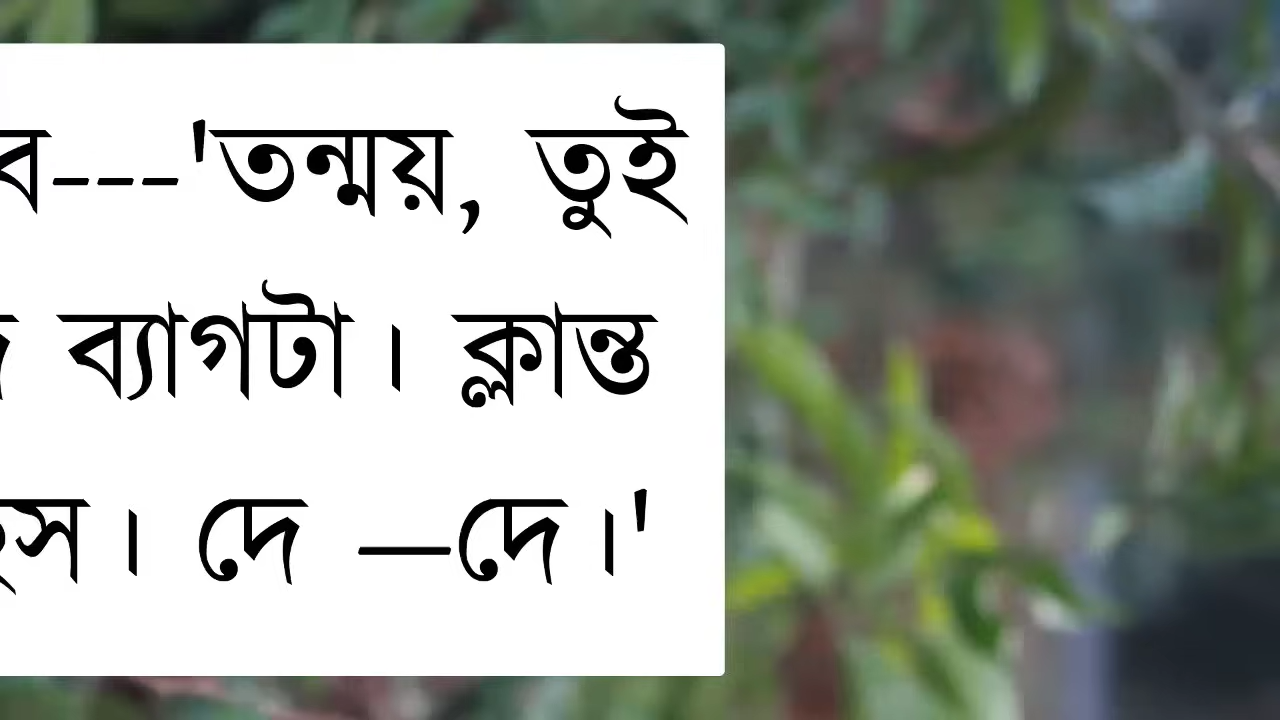 ব---'তন্ময়, তুই
ব্যাগটা। ক্লান্ত
দে —দে।'